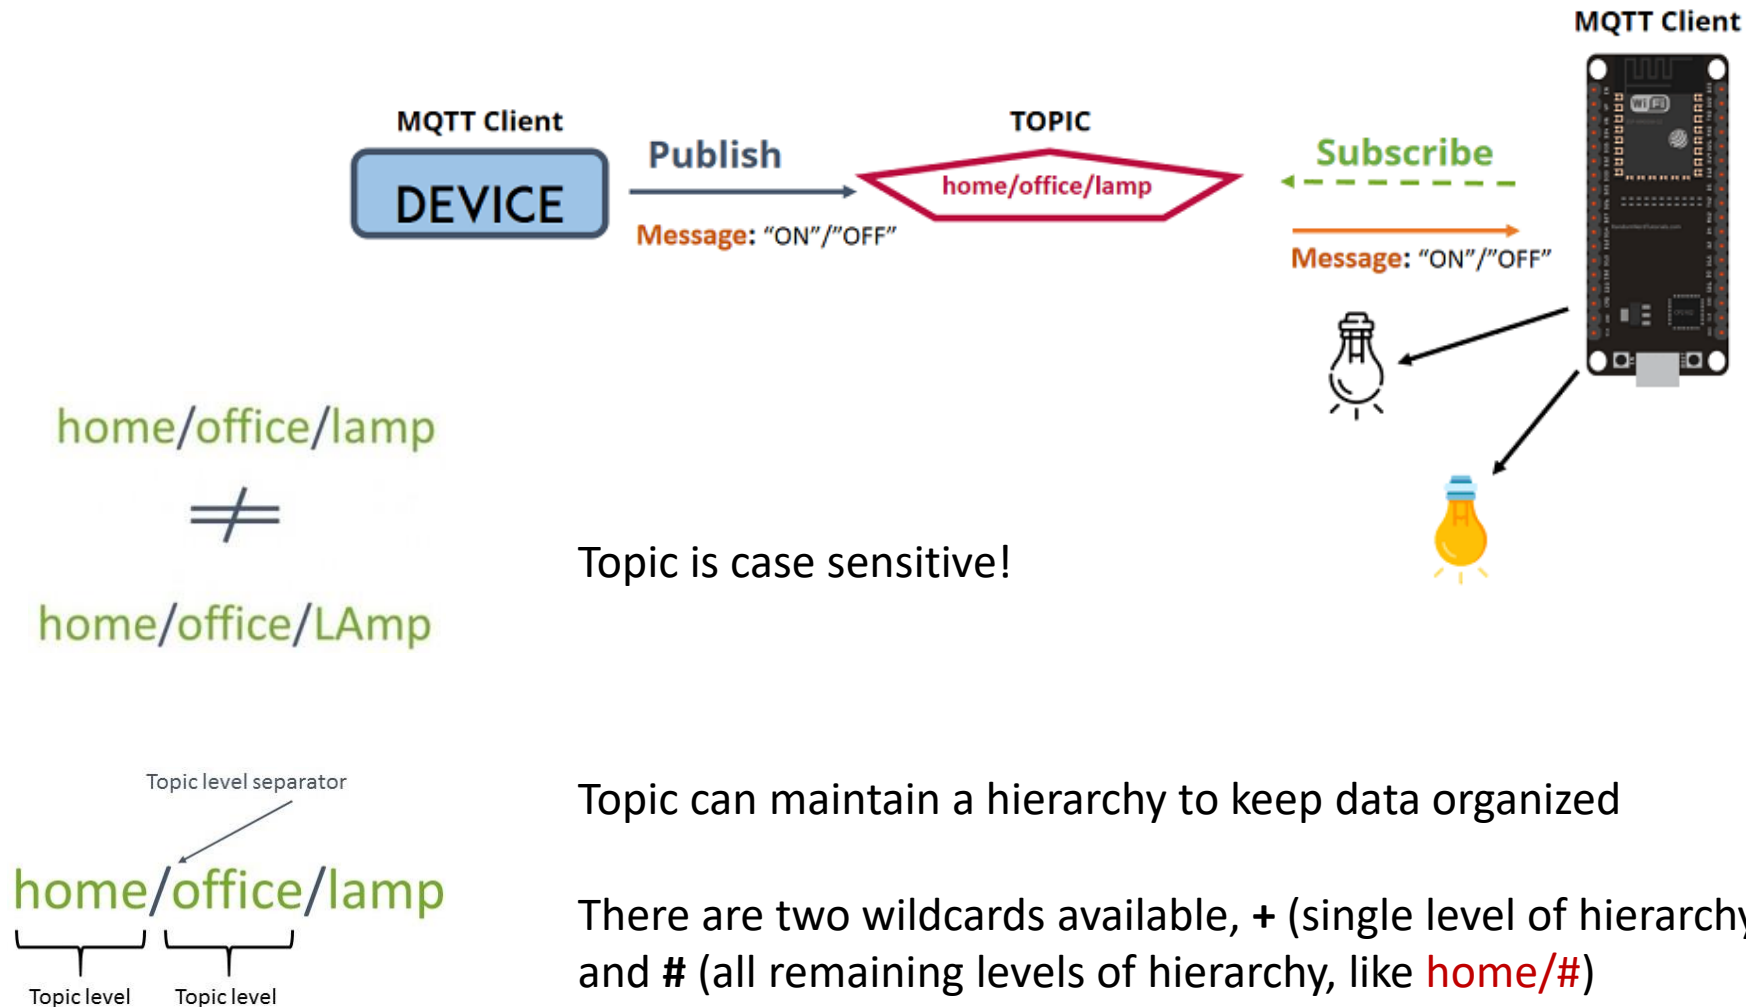 MQTT Client
MQTT Client
DEVICE
Publish
Message: “ON”/”OFF”
TOPIC
home/office/lamp
Subscribe
Message: “ON”/”OFF”
WiFi
home/office/lamp
≠
home/office/LAmp
Topic is case sensitive!
Topic level separator
home/office/lamp
Topic level Topic level
Topic can maintain a hierarchy to keep data organized
There are two wildcards available, + (single level of hierarchy
and # (all remaining levels of hierarchy, like home/#)